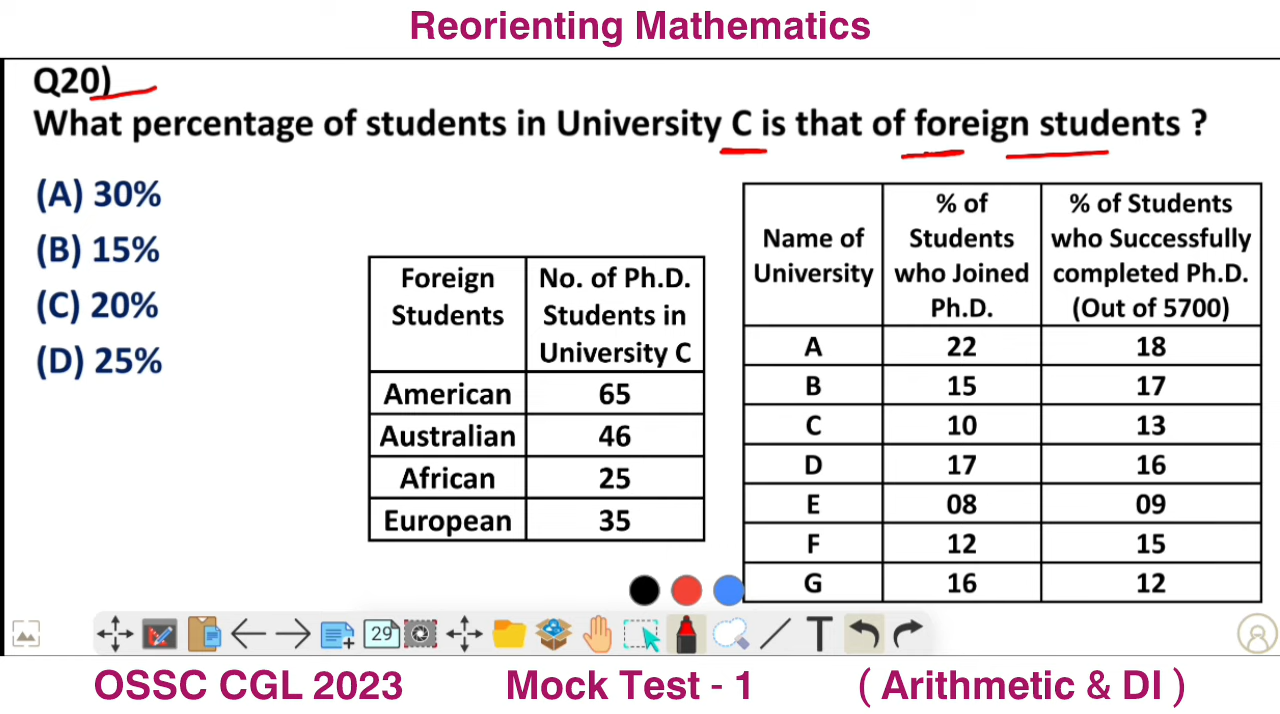 Reorienting Mathematics
Q20)
What percentage of students in University C is that of foreign students ?
(A) 30%
(B) 15%
(C) 20%
(D) 25%
Foreign Students
No. of Ph.D. Students in University C
American 65
Australian 46
African 25
European 35
Name of University
% of Students who Joined Ph.D.
% of Students who Successfully completed Ph.D. (Out of 5700)
A 22 18
B 15 17
C 10 13
D 17 16
E 08 09
F 12 15
G 16 12
29
T
OSSC CGL 2023 Mock Test - 1 ( Arithmetic & DI )